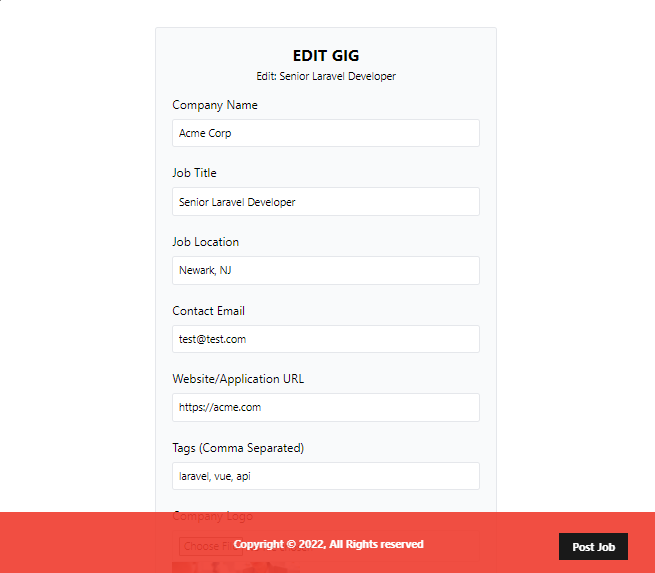 EDIT GIG
Edit: Senior Laravel Developer
Company Name
Acme Corp
Job Title
Senior Laravel Developer
Job Location
Newark, NJ
Contact Email
test@test.com
Website/Application URL
https://acme.com
Tags (Comma Separated)
laravel, vue, api
Company Logo
Choose
Copyright © 2022, All Rights reserved
Post Job